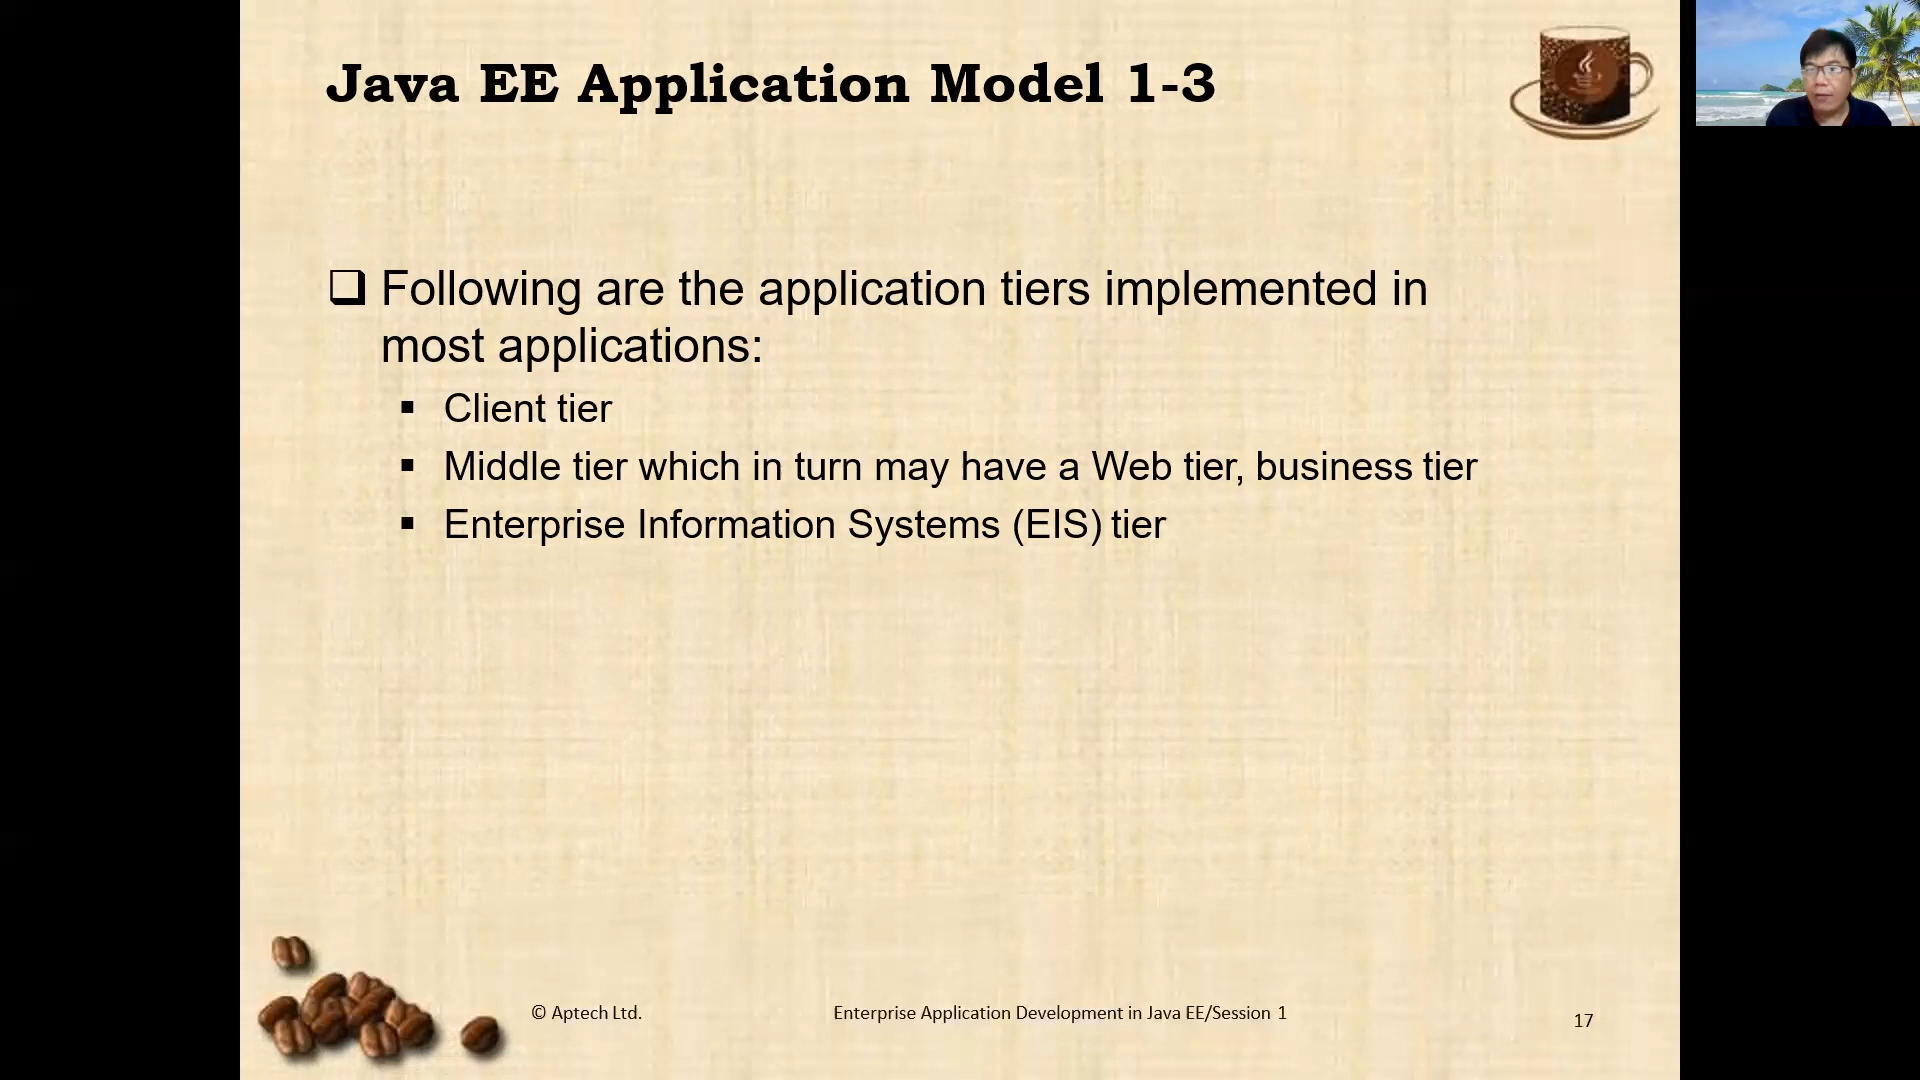 Java EE Application Model 1-3
❑ Following are the application tiers implemented in
most applications:
▪ Client tier
▪ Middle tier which in turn may have a Web tier, business tier
▪ Enterprise Information Systems (EIS) tier
© Aptech Ltd.
Enterprise Application Development in Java EE/Session 1
17